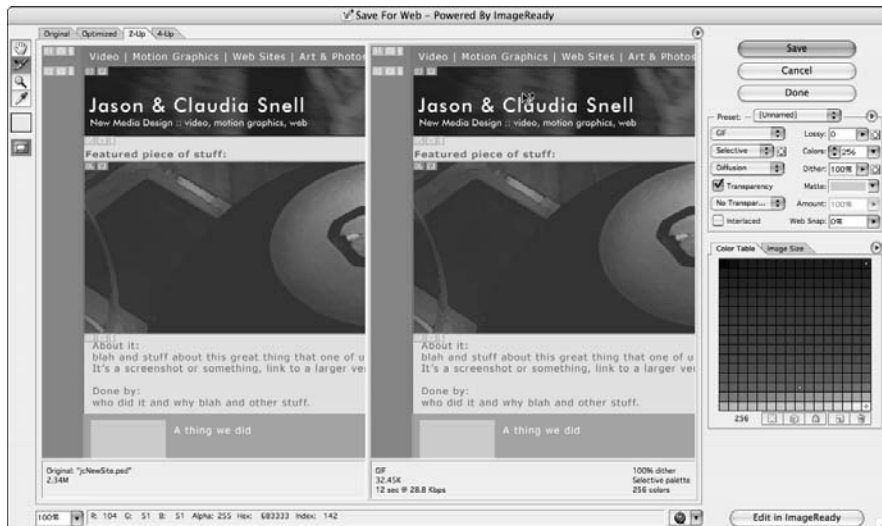 Save For Web – Powered By ImageReady
Original
Optimized
2-Up
4-Up
Video | Motion Graphics | Web Sites | Art & Photos
Jason & Claudia Snell
New Media Design :: video, motion graphics, web
Featured piece of stuff:
About it:
blah and stuff about this great thing that one of u
It's a screenshot or something, link to a larger ver
Done by:
who did it and why blah and other stuff.
A thing we did
Original: "jcNewSite.psd"
2.34M
Video | Motion Graphics | Web Sites | Art & Photos
Jason & Claudia Snell
New Media Design :: video, motion graphics, web
Featured piece of stuff:
About it:
blah and stuff about this great thing that one of u
It's a screenshot or something, link to a larger ver
Done by:
who did it and why blah and other stuff.
A thing we did
GIF
32.45K
12 sec @ 28.8 Kbps
100% dither
Selective palette
256 colors
Save
Cancel
Done
Preset: [Unnamed]
GIF
Lossy: 0
Selective
Colors: 256
Diffusion
Dither: 100%
Transparency
Matte:
No Transpar...
Amount: 100%
Interlaced
Web Snap: 0%
Color Table
Image Size
256
100%
R: 104 G: 51 B: 51 Alpha: 255 Hex: 683333 Index: 142
Edit in ImageReady